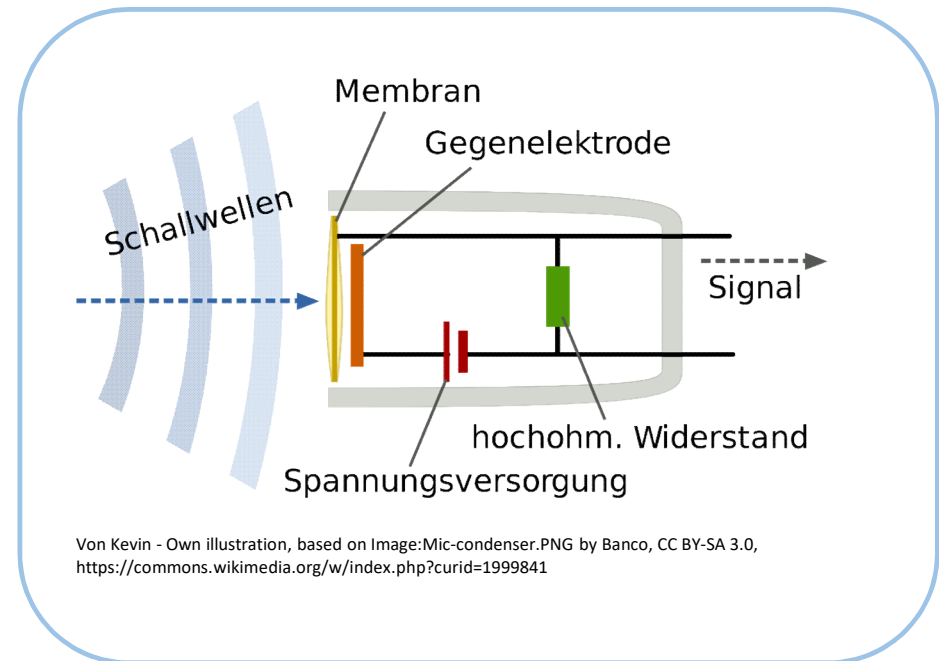 Membran
Gegenelektrode
Schallwellen
Signal
hochohm. Widerstand
Spannungsversorgung
Von Kevin - Own illustration, based on Image:Mic-condenser.PNG by Banco, CC BY-SA 3.0,
https://commons.wikimedia.org/w/index.php?curid=1999841